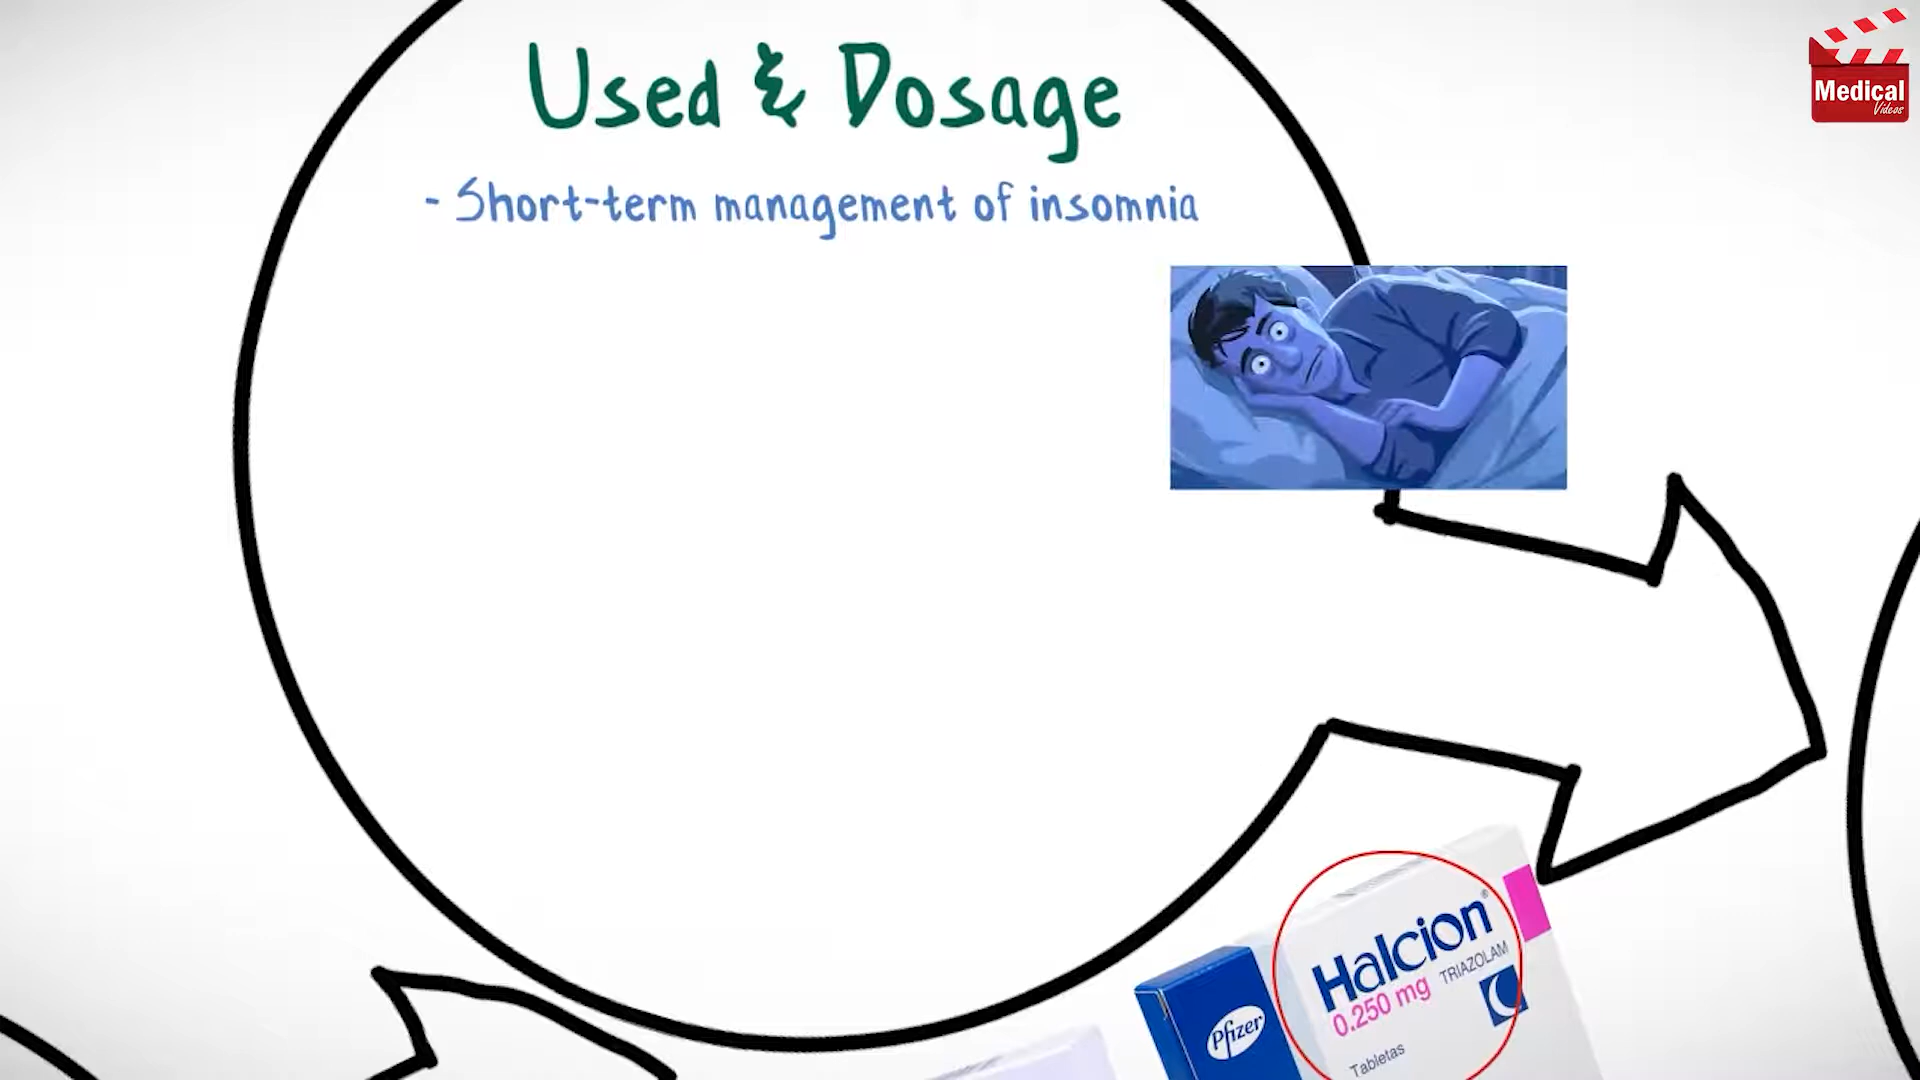 Used & Dosage
- Short-term management of insomnia
Medical
Videos
Halcion®
0.250 mg TRIAZOLAM
Pfizer
Tabletas